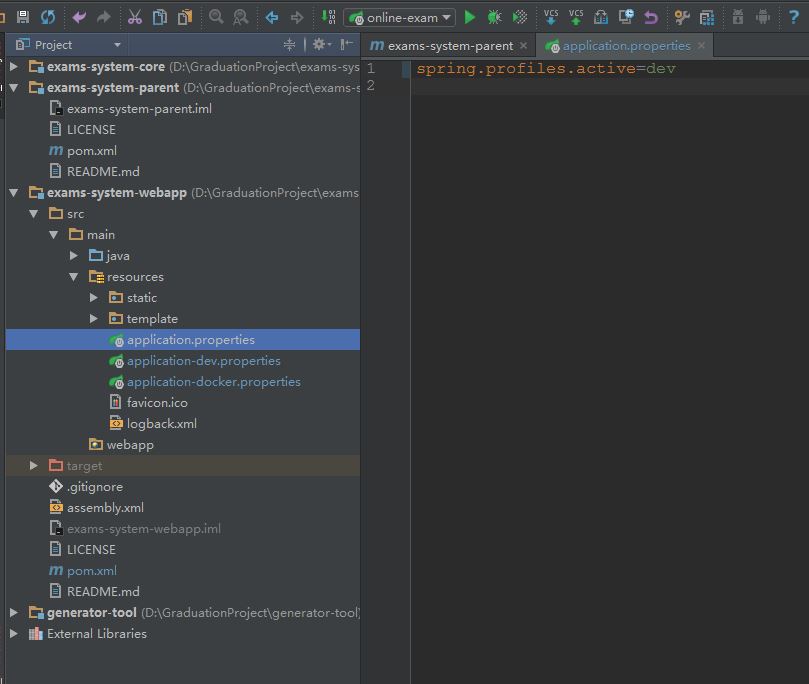 online-exam
VCS
VCS
Project
exams-system-parent
application.properties
exams-system-core (D:\GraduationProject\exams-sys
exams-system-parent (D:\GraduationProject\exams-s
exams-system-parent.iml
LICENSE
pom.xml
README.md
exams-system-webapp (D:\GraduationProject\exams
src
main
java
resources
static
template
application.properties
application-dev.properties
application-docker.properties
favicon.ico
logback.xml
webapp
target
.gitignore
assembly.xml
exams-system-webapp.iml
LICENSE
pom.xml
README.md
generator-tool (D:\GraduationProject\generator-tool)
External Libraries
1 spring.profiles.active=dev
2